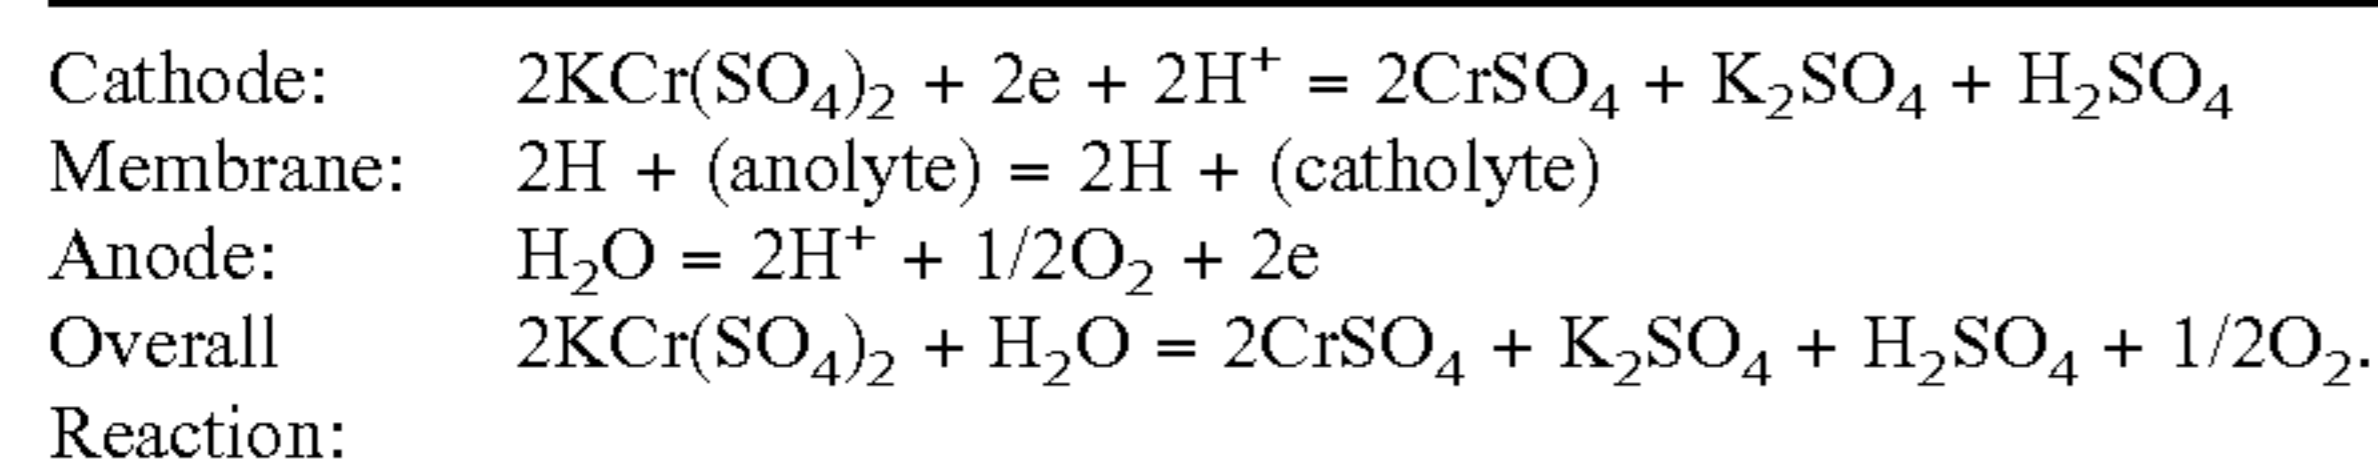 Cathode: 2KCr(SO₄)₂ + 2e + 2H⁺ = 2CrSO₄ + K₂SO₄ + H₂SO₄
Membrane: 2H + (anolyte) = 2H + (catholyte)
Anode: H₂O = 2H⁺ + 1/2O₂ + 2e
Overall 2KCr(SO₄)₂ + H₂O = 2CrSO₄ + K₂SO₄ + H₂SO₄ + 1/2O₂.
Reaction: